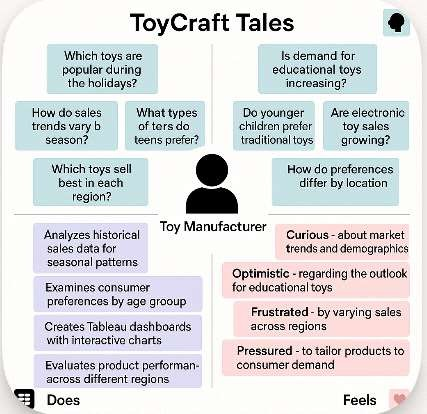 ToyCraft Tales
Which toys are
popular during
the holidays?
Is demand for
educational toys
increasing?
How do sales
trends vary b
season?
What types
of ters do
teens prefer?
Do younger
children prefer
traditional toys
Are electronic
toy sales
growing?
Which toys sell
best in each
region?
How do preferences
differ by location
Toy Manufacturer
Analyzes historical
sales data for
seasonal patterns
Examines consumer
preferences by age grooup
Creates Tableau dashboards
with interactive charts
Evaluates product performan-
across different regions
Curious - about market
trends and demographics
Optimistic - regarding the outlook
for educational toys
Frustrated - by varying sales
across regions
Pressured - to tailor products to
consumer demand
Does
Feels